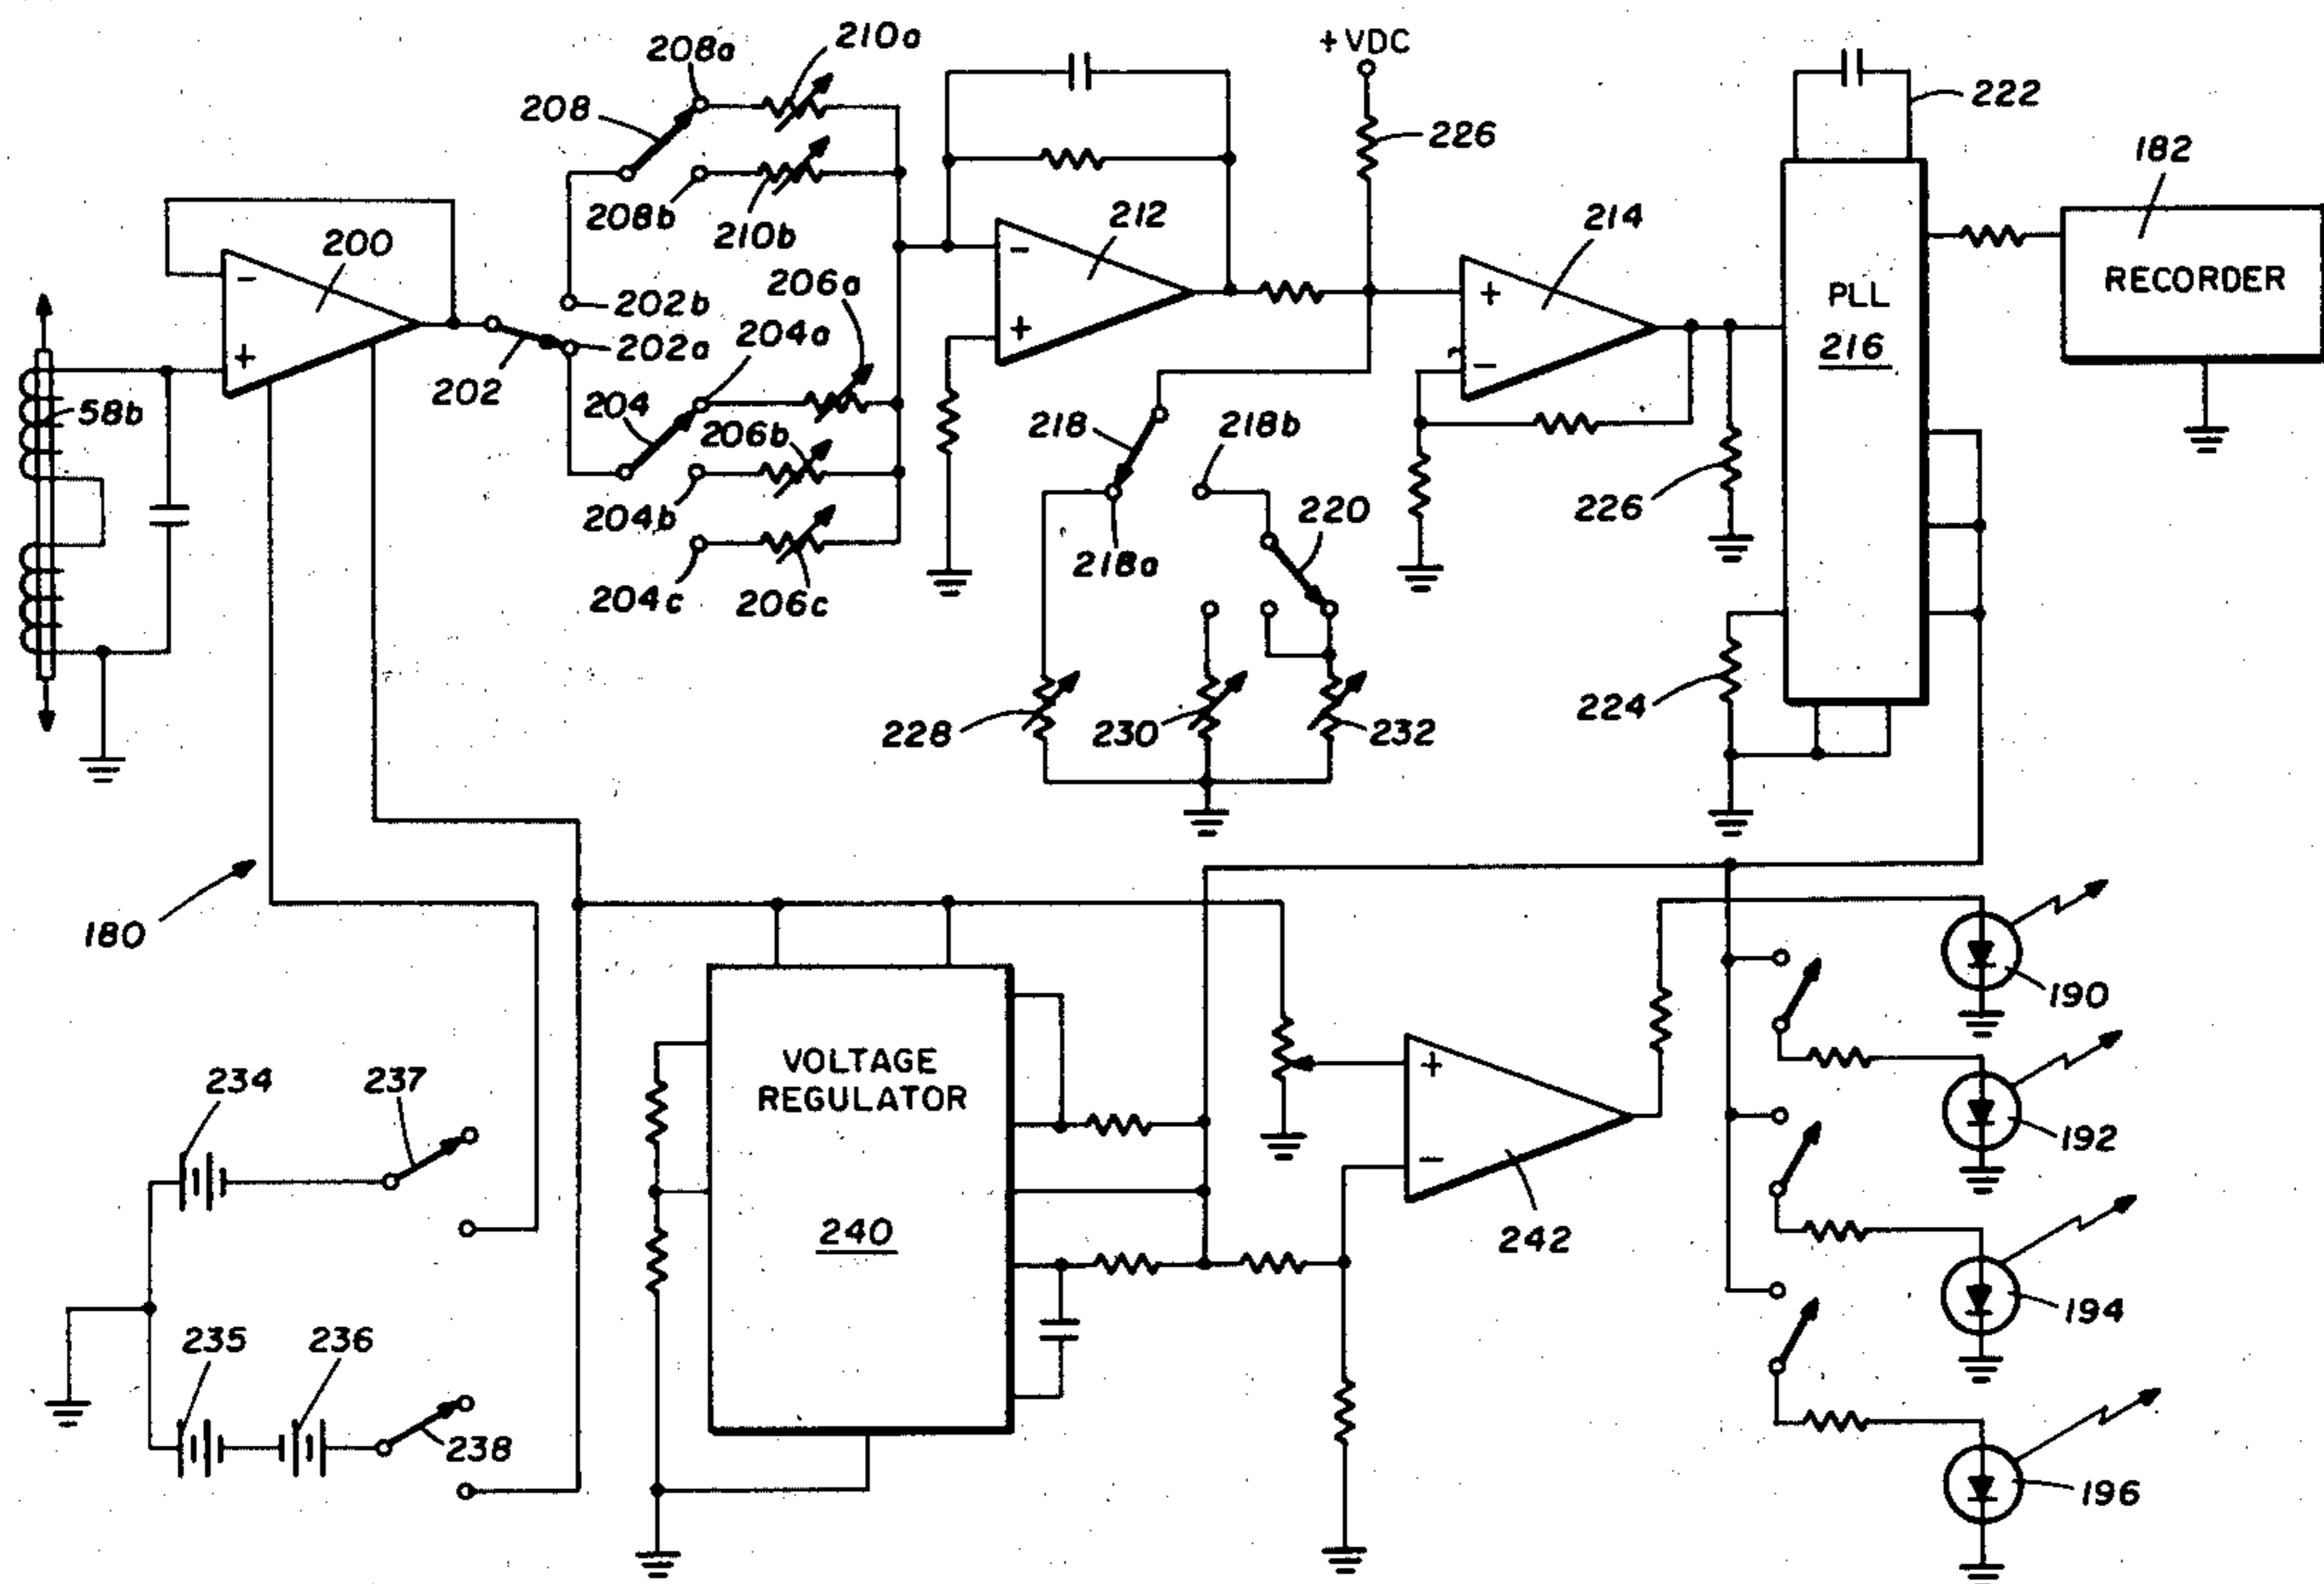 +VDC
208a
210a
208
222
226
182
208b
210b
212
214
200
-
+
206a
202b
204a
202a
202
-
+
+
-
PLL
216
RECORDER
58b
204
206b
218
218b
204b
226
220
204c
206c
218a
224
228
230
232
180
190
VOLTAGE
REGULATOR
+
-
234
237
192
240
242
194
235
236
238
196